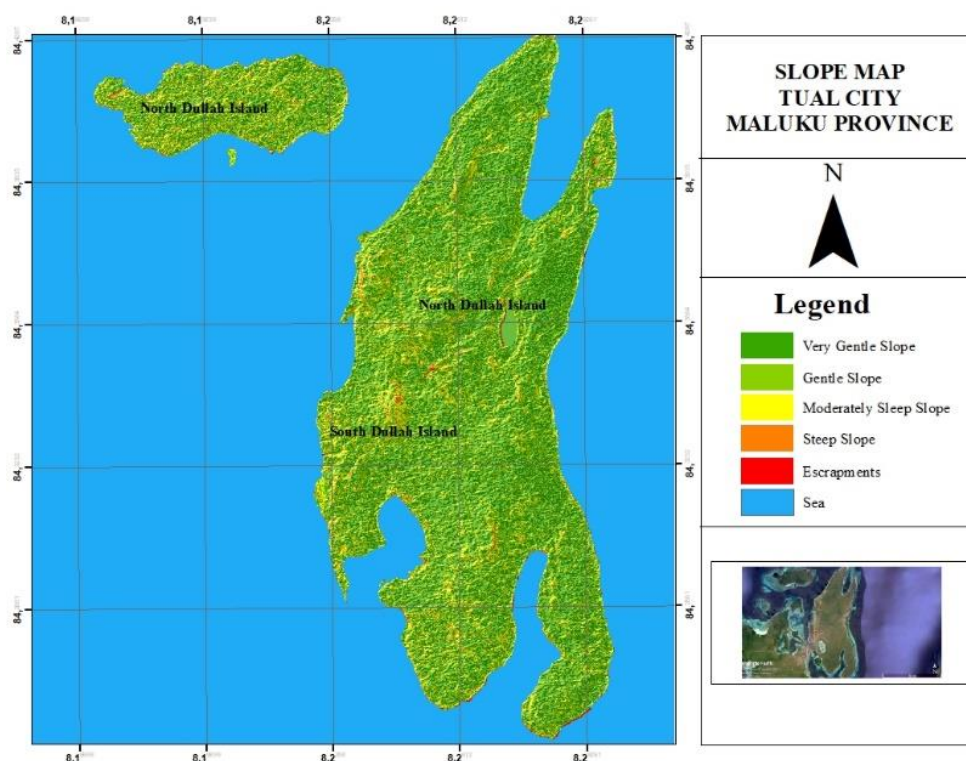 8,1
8,1
8,2
8,2
8,2
84,
84,
84,
84,
84,
84,
84,
84,
84,
84,
North Dullah Island
North Dullah Island
South Dullah Island
8,1
8,1
8,2
8,2
8,2
SLOPE MAP
TUAL CITY
MALUKU PROVINCE
N
Legend
Very Gentle Slope
Gentle Slope
Moderately Sleep Slope
Steep Slope
Escrapments
Sea